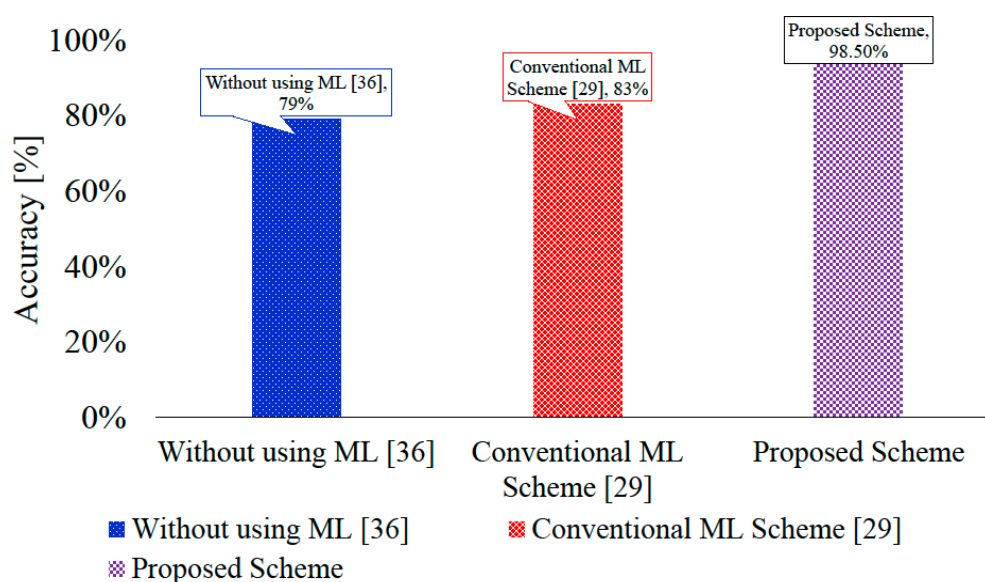 100%
80%
60%
40%
20%
0%
Accuracy [%]
Without using ML [36],
79%
Conventional ML
Scheme [29], 83%
Proposed Scheme,
98.50%
Without using ML [36]
Conventional ML
Scheme [29]
Proposed Scheme
Without using ML [36]
Conventional ML Scheme [29]
Proposed Scheme